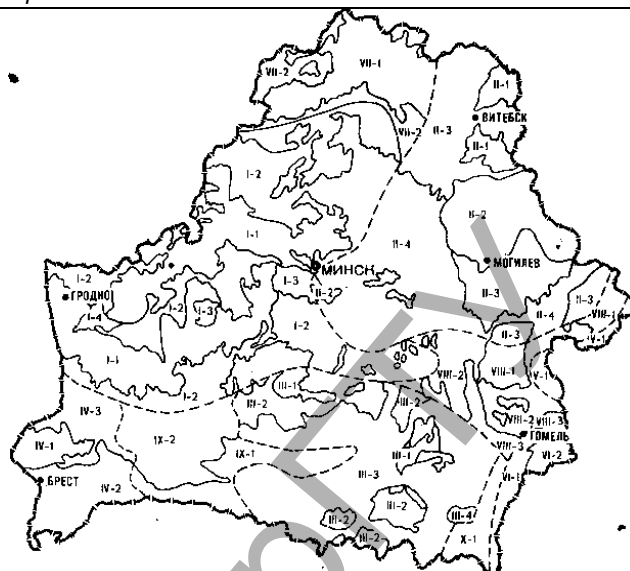 VII-2
VII-1
II-1
ВИТЕБСК
VII-2
II-3
II-1
I-2
II-2
I-1
II-4
МОГИЛЕВ
МИНСК
I-2
I-3
II-2
II-3
II-3
ГРОДНО
I-4
I-2
I-3
I-2
II-4
II-3
VIII-1
IV-1
I-1
VIII-2
VIII-1
V-1
I-2
III-1
IV-3
III-2
III-2
VIII-2
VIII-3
ГОМЕЛЬ
IV-1
IX-2
IX-1
III-1
VIII-3
VI-2
БРЕСТ
IV-2
III-3
VI-1
III-2
III-2
III-4
III-2
X-1